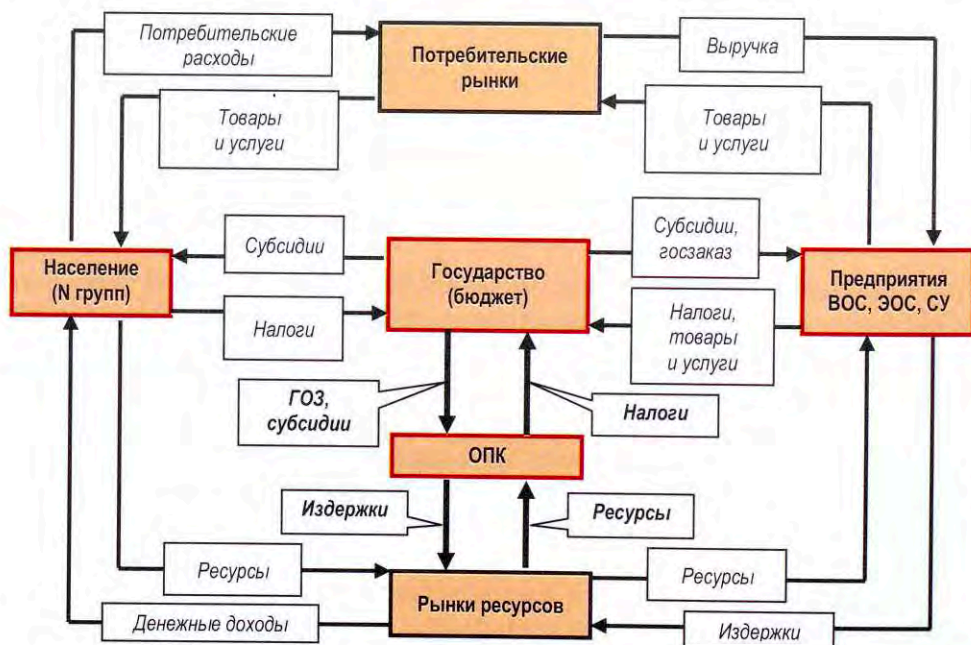 Потребительские
расходы
Потребительские
рынки
Выручка
Товары
и услуги
Товары
и услуги
Население
(N групп)
Субсидии
Государство
(бюджет)
Субсидии,
госзаказ
Предприятия
ВОС, ЭОС, СУ
Налоги
Налоги,
товары
и услуги
ГОЗ,
субсидии
Налоги
ОПК
Издержки
Ресурсы
Ресурсы
Рынки ресурсов
Ресурсы
Денежные доходы
Издержки